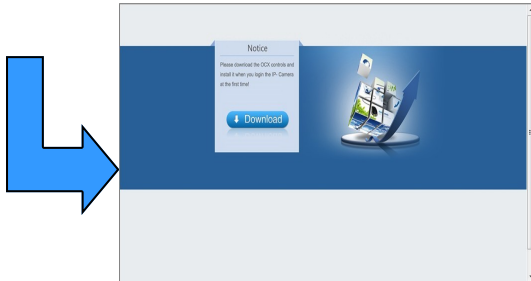 Notice
Please download the OCX controls and
install it when you login the IP- Camera
at the first time!
Download